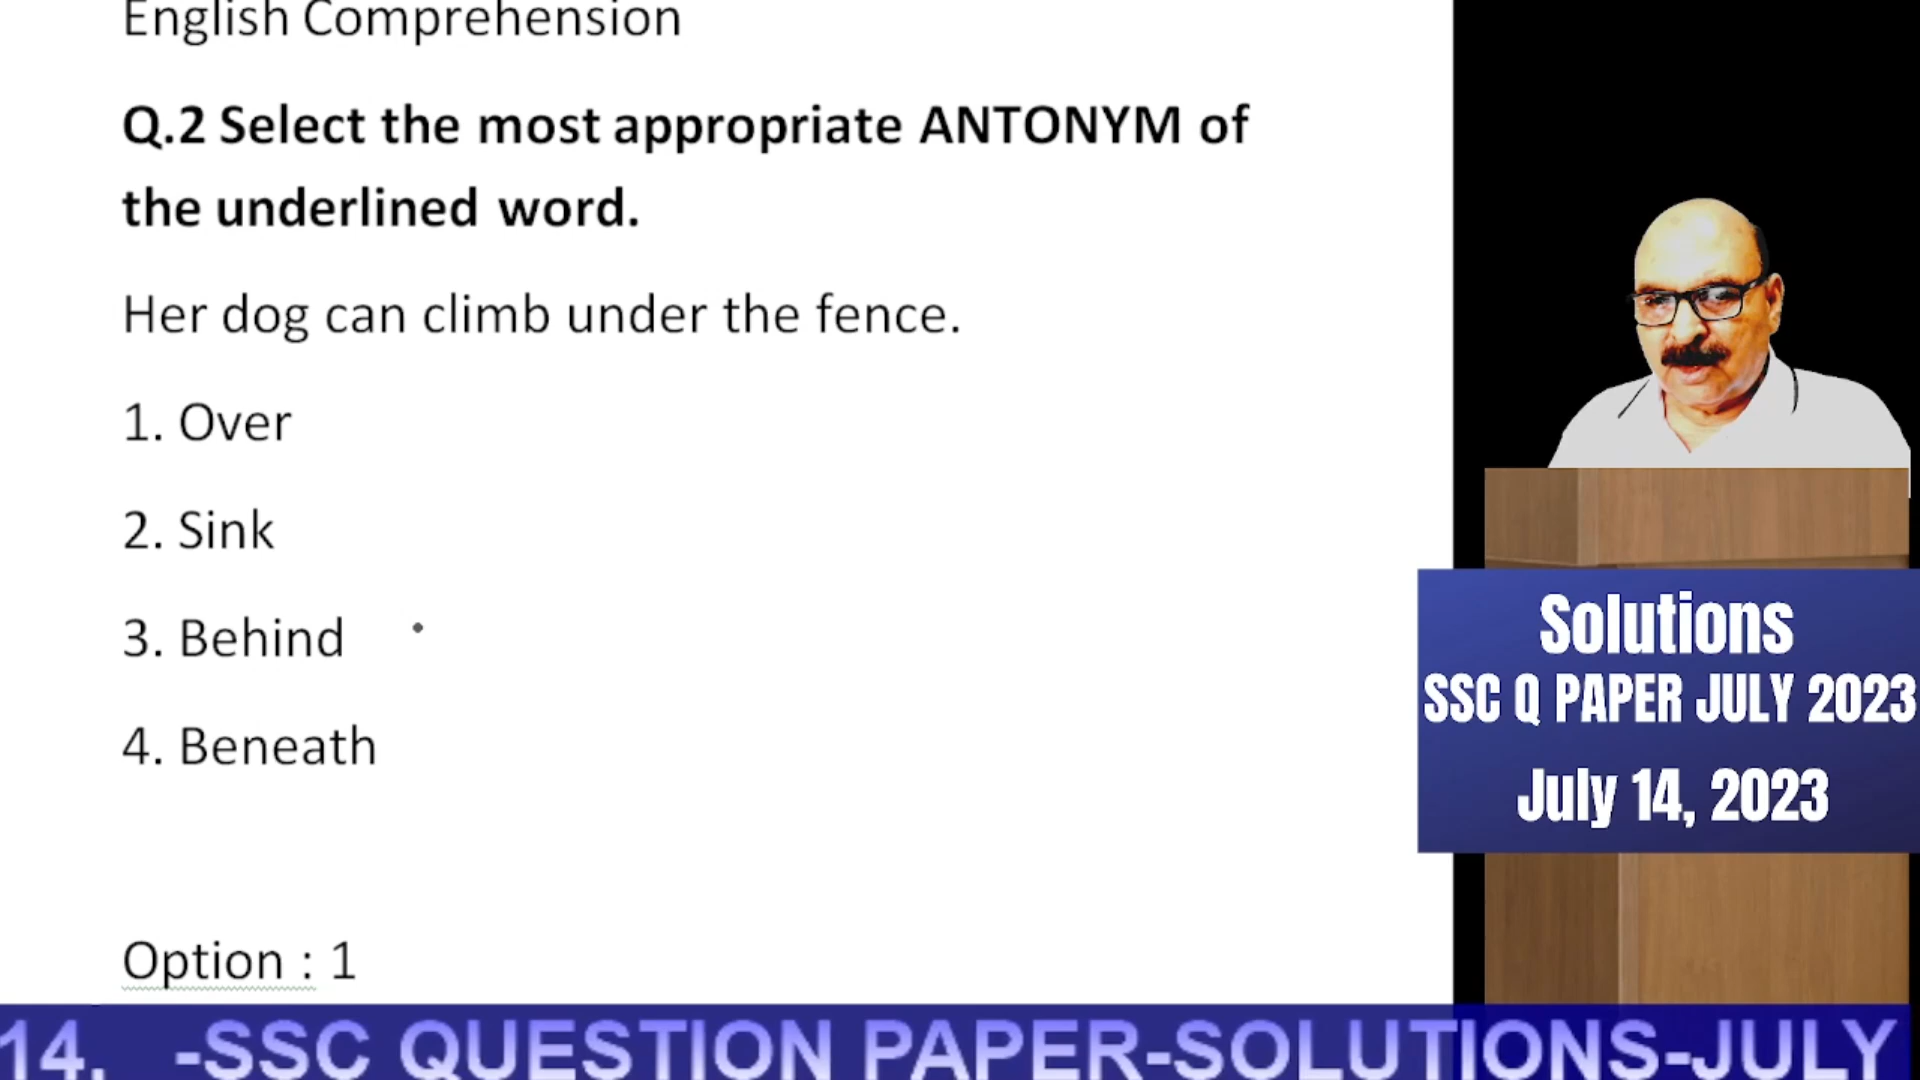 English Comprehension
Q.2 Select the most appropriate ANTONYM of
the underlined word.
Her dog can climb under the fence.
1. Over
2. Sink
3. Behind
4. Beneath
Option : 1
Solutions
SSC Q PAPER JULY 2023
July 14, 2023
14. -SSC QUESTION PAPER-SOLUTIONS-JULY